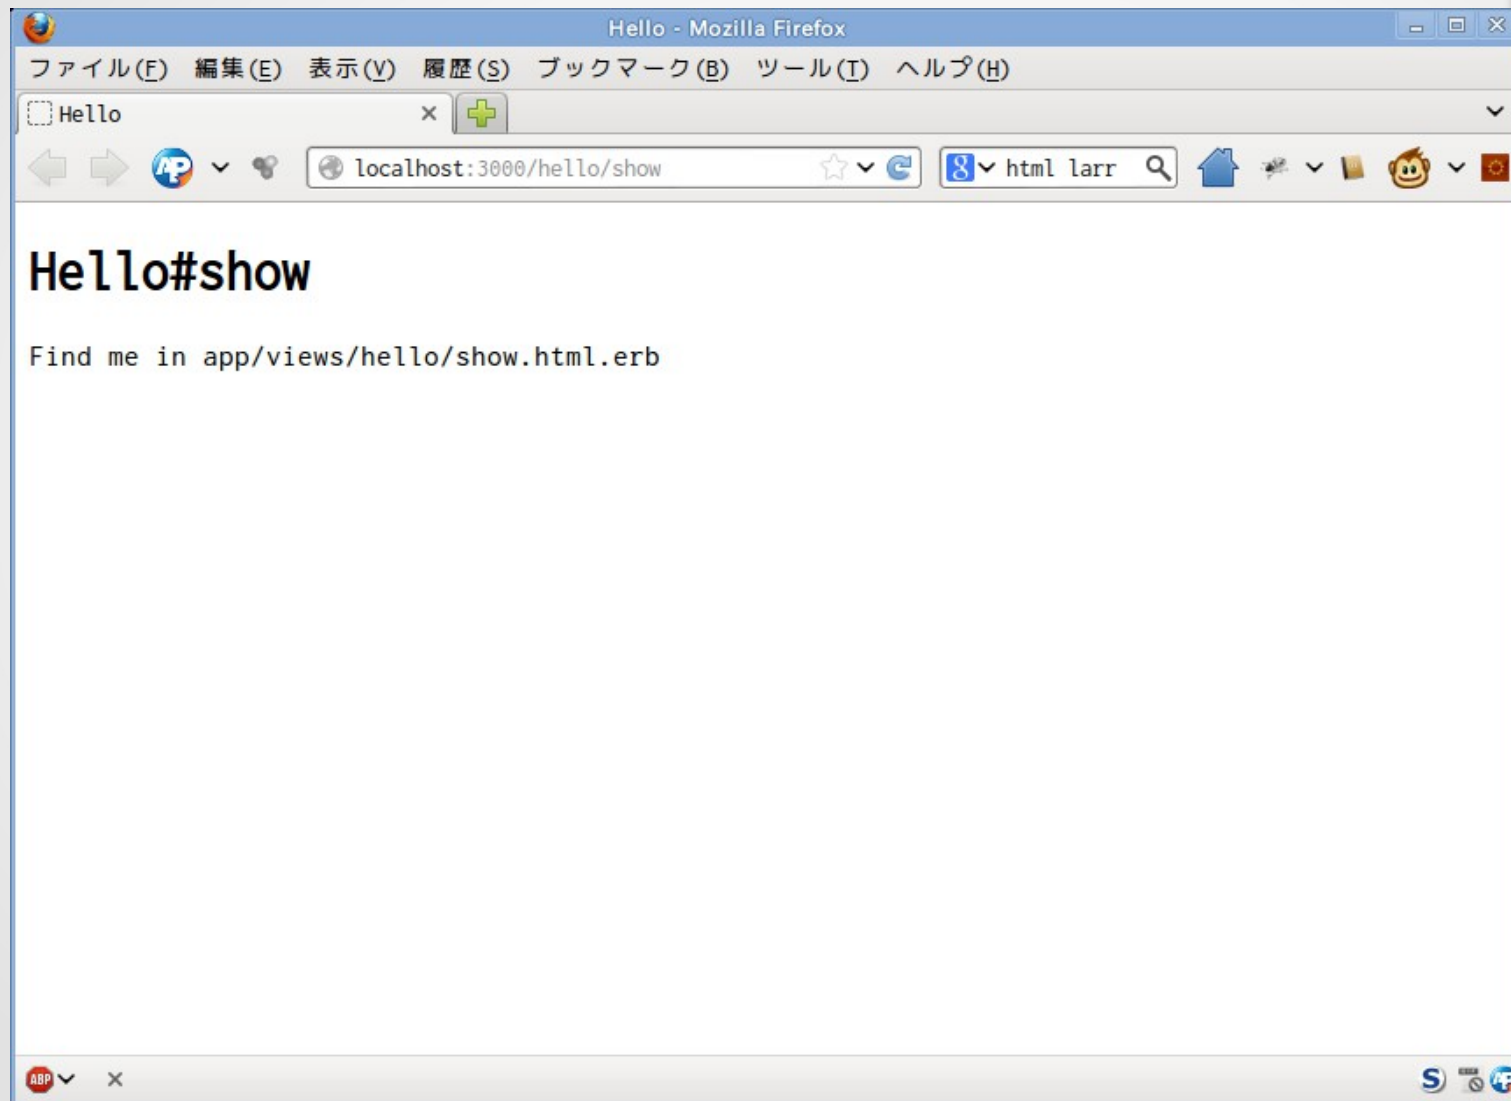 Hello - Mozilla Firefox
ファイル(F) 編集(E) 表示(V) 履歴(S) ブックマーク(B) ツール(T) ヘルプ(H)
Hello
localhost:3000/hello/show
8 html larr
Hello#show
Find me in app/views/hello/show.html.erb
ABP
S